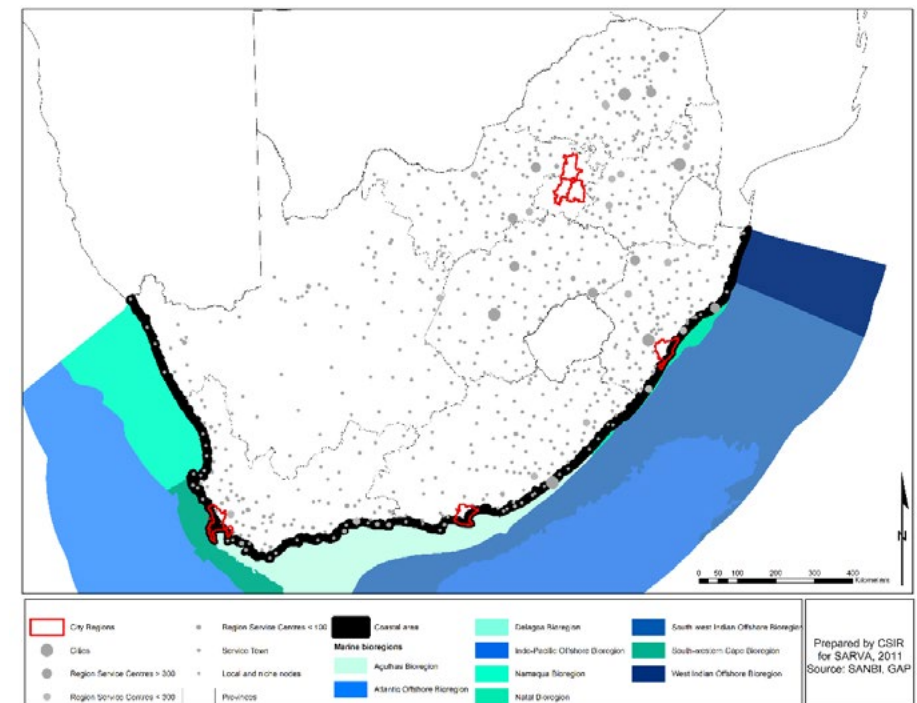 N
0 50 100 200 300 400
Kilometers
City Regions
Cities
Region Service Centres > 300
Region Service Centres < 300
Region Service Centres < 100
Service Town
Local and niche nodes
Provinces
Coastal area
Marine bioregions
Agulhas Bioregion
Atlantic Offshore Bioregion
Delagoa Bioregion
Indo-Pacific Offshore Bioregion
Namaqua Bioregion
Natal Bioregion
South west Indian Offshore Bioregion
South-western Cape Bioregion
West Indian Offshore Bioregion
Prepared by CSIR
for SARVA, 2011
Source: SANBI, GAP